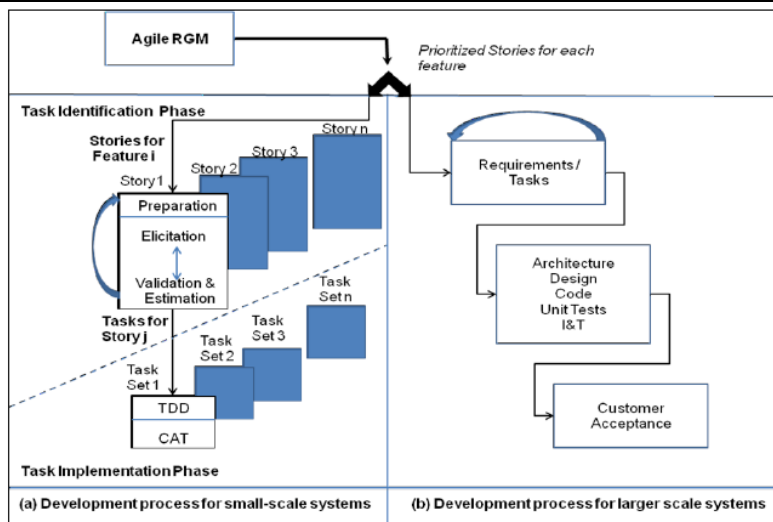 Agile RGM
Prioritized Stories for each
feature
Task Identification Phase
Stories for
Feature i
Story 1
Story 2
Story 3
Story n
Preparation
Elicitation
Validation &
Estimation
Tasks for
Story j
Task
Set 1
Task
Set 2
Task
Set 3
Task
Set n
TDD
CAT
Task Implementation Phase
(a) Development process for small-scale systems
Requirements /
Tasks
Architecture
Design
Code
Unit Tests
I&T
Customer
Acceptance
(b) Development process for larger scale systems